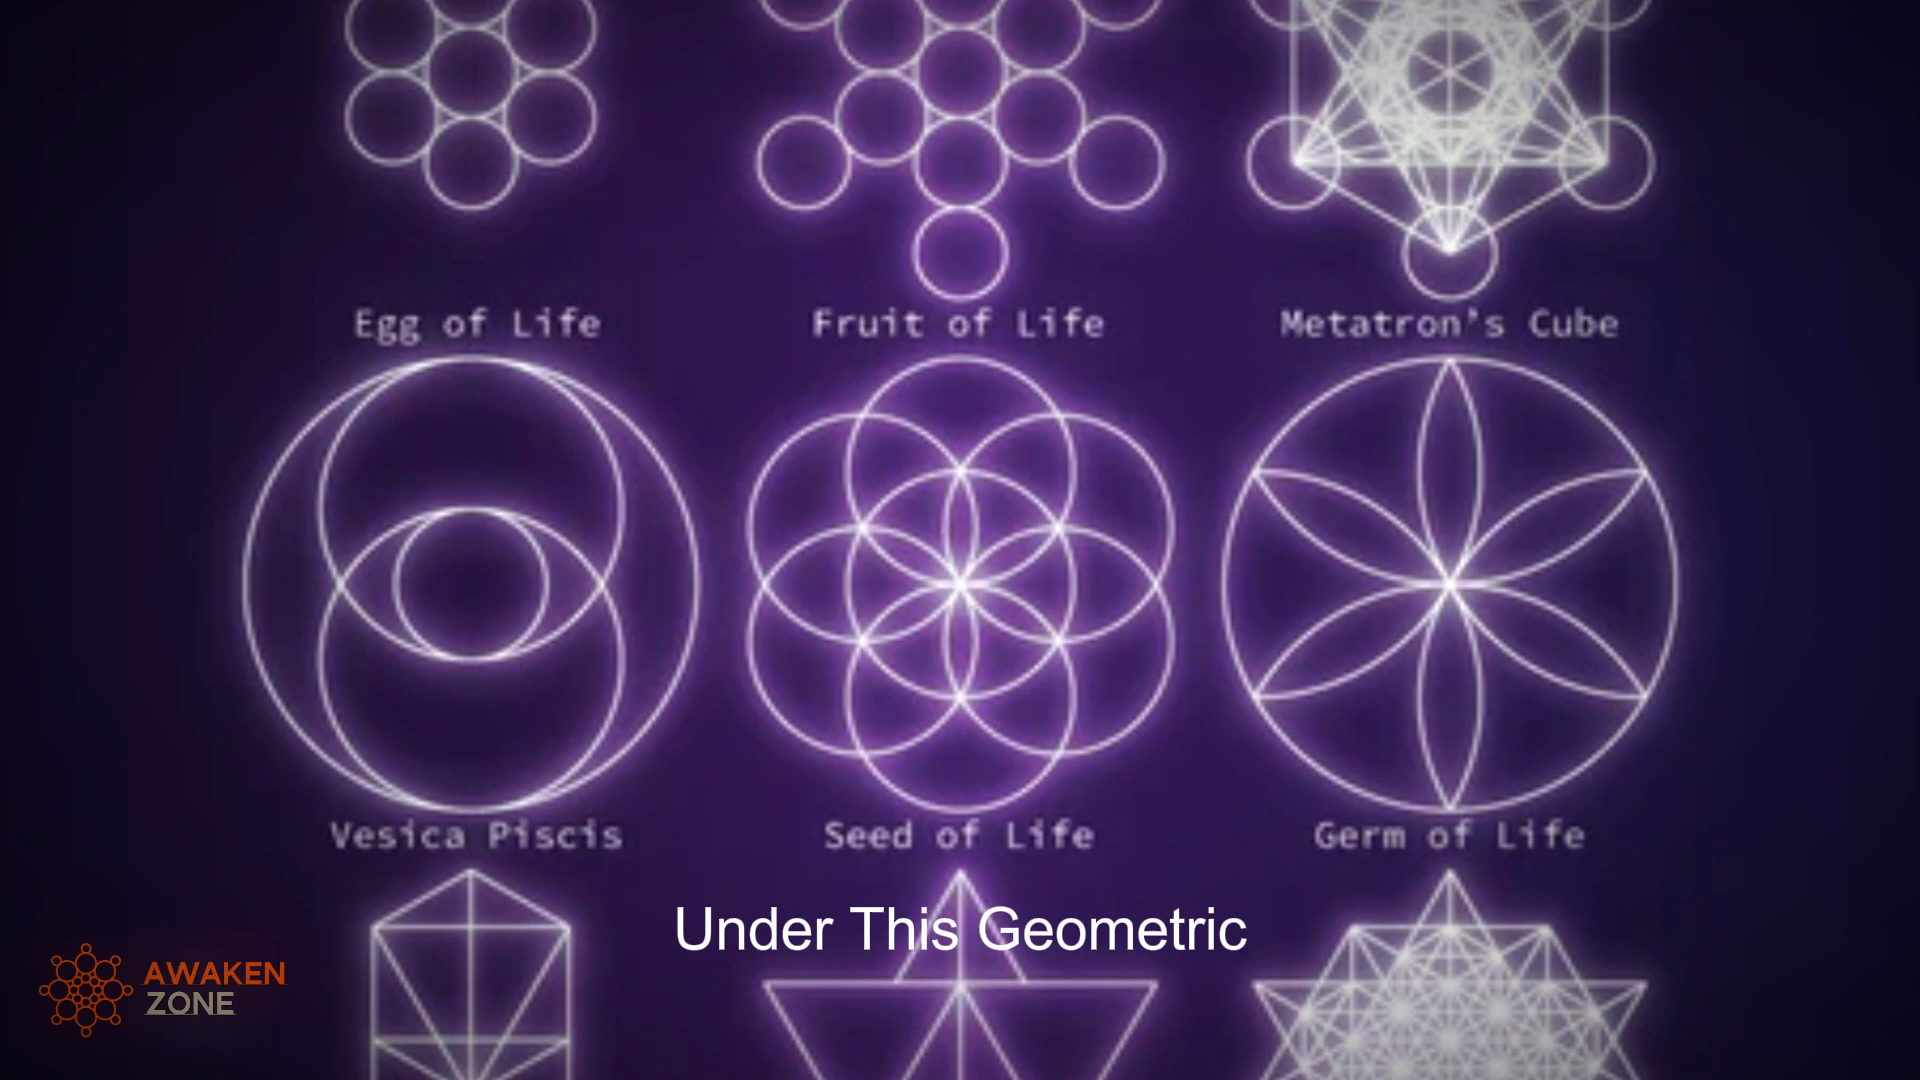 Egg of Life
Fruit of Life
Metatron's Cube
Vesica Piscis
Seed of Life
Germ of Life
Under This Geometric
AWAKEN
ZONE